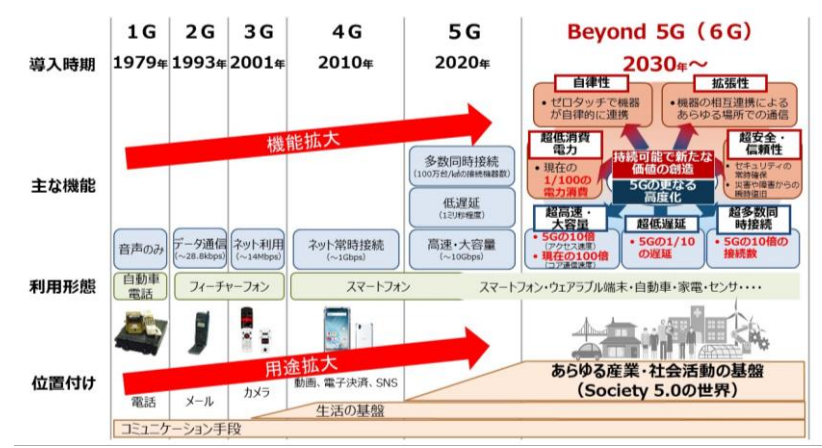 1G
2G
3G
4G
5G
Beyond 5G（6G）
導入時期
1979年
1993年
2001年
2010年
2020年
2030年～
機能拡大
自律性
・ゼロタッチで機器
が自律的に連携
拡張性
・機器の相互連携による
あらゆる場所での通信
超低消費
電力
・現在の
1/100の
電力消費
持続可能で新たな
価値の創造
5Gの更なる
高度化
超安全・
信頼性
・セキュリティの
常時確保
・災害や障害からの
瞬時復旧
主な機能
多数同時接続
(100万台/㎢の接続機器数)
低遅延
(1ミリ秒程度)
音声のみ
データ通信
(～28.8kbps)
ネット利用
(～14Mbps)
ネット常時接続
(～1Gbps)
高速・大容量
(～10Gbps)
超高速・
大容量
・5Gの10倍
(アクセス速度)
・現在の100倍
(コア通信速度)
超低遅延
・5Gの1/10
の遅延
超多数同
時接続
・5Gの10倍の
接続数
利用形態
自動車
電話
フィーチャーフォン
スマートフォン
スマートフォン・ウェアラブル端末・自動車・家電・センサ・・・・
用途拡大
位置付け
電話
メール
カメラ
動画、電子決済、SNS
あらゆる産業・社会活動の基盤
（Society 5.0の世界）
生活の基盤
コミュニケーション手段